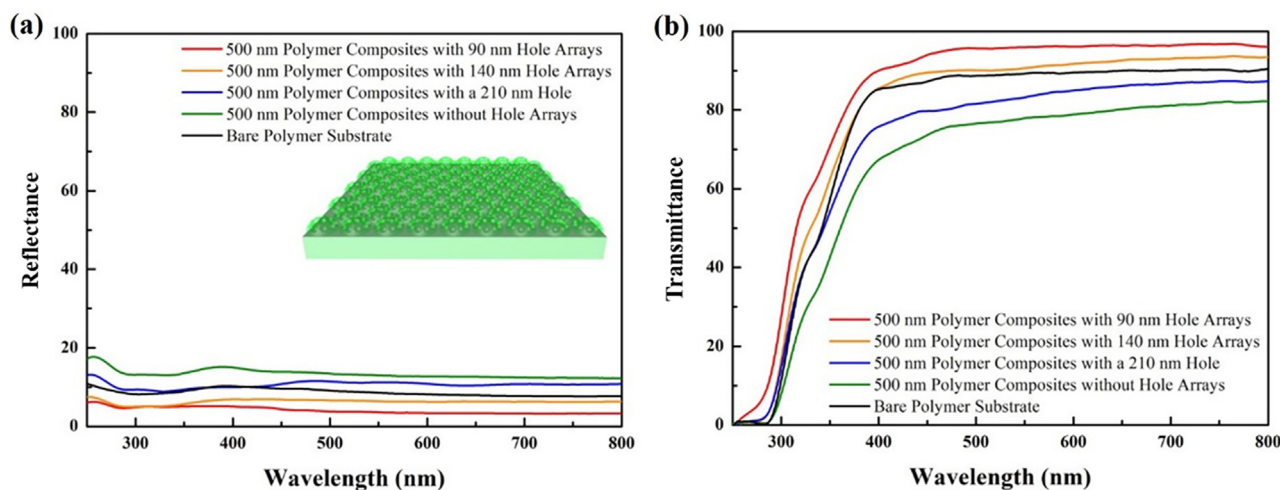 (a)
100
80
60
40
20
0
Reflectance
500 nm Polymer Composites with 90 nm Hole Arrays
500 nm Polymer Composites with 140 nm Hole Arrays
500 nm Polymer Composites with a 210 nm Hole
500 nm Polymer Composites without Hole Arrays
Bare Polymer Substrate
300 400 500 600 700 800
Wavelength (nm)
(b)
100
80
60
40
20
0
Transmittance
500 nm Polymer Composites with 90 nm Hole Arrays
500 nm Polymer Composites with 140 nm Hole Arrays
500 nm Polymer Composites with a 210 nm Hole
500 nm Polymer Composites without Hole Arrays
Bare Polymer Substrate
300 400 500 600 700 800
Wavelength (nm)